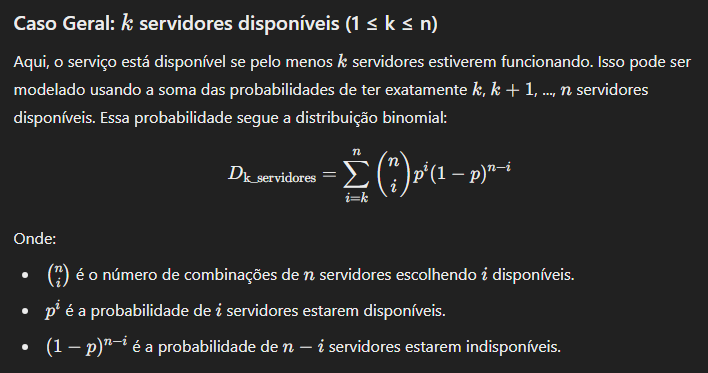 Caso Geral: k servidores disponíveis (1 ≤ k ≤ n)
Aqui, o serviço está disponível se pelo menos k servidores estiverem funcionando. Isso pode ser
modelado usando a soma das probabilidades de ter exatamente k, k + 1, ..., n servidores
disponíveis. Essa probabilidade segue a distribuição binomial:
D_{k_servidores} = \sum_{i=k}^{n} \binom{n}{i} p^i (1 − p)^{n−i}
Onde:
• \binom{n}{i} é o número de combinações de n servidores escolhendo i disponíveis.
• p^i é a probabilidade de i servidores estarem disponíveis.
• (1 − p)^{n−i} é a probabilidade de n − i servidores estarem indisponíveis.